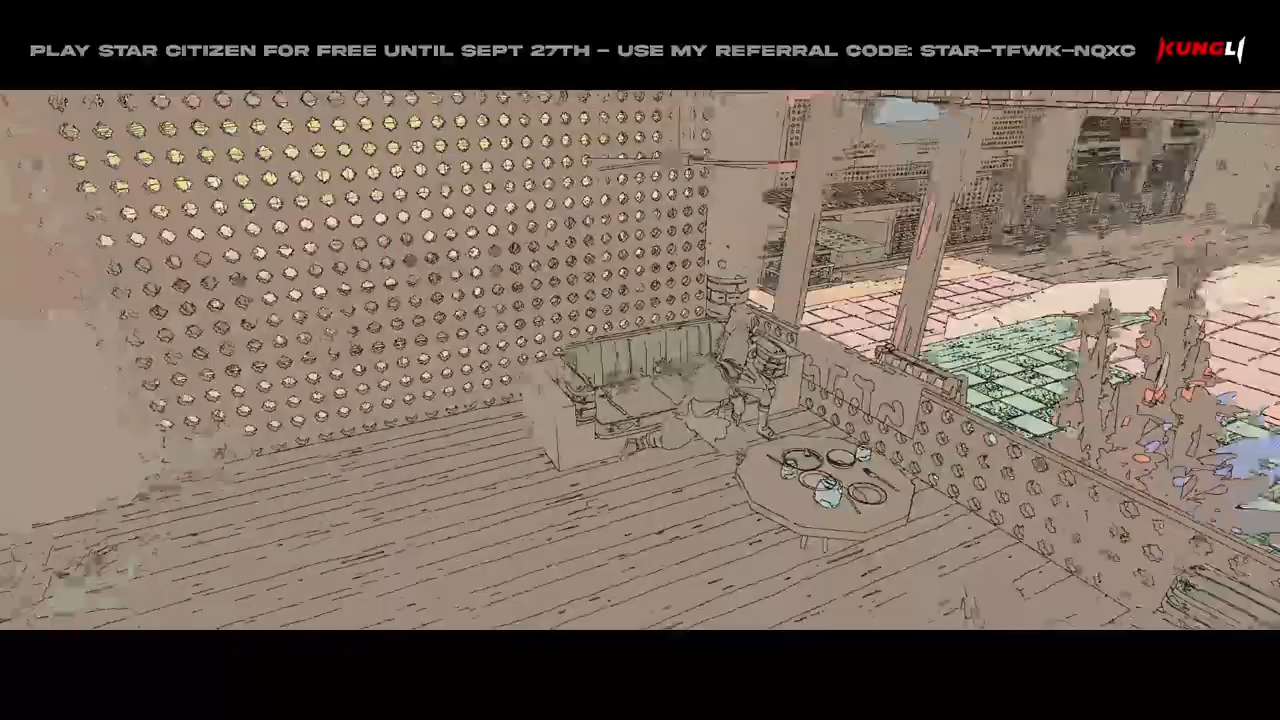 PLAY STAR CITIZEN FOR FREE UNTIL SEPT 27TH - USE MY REFERRAL CODE: STAR-TFWK-NQXC KUNGLI